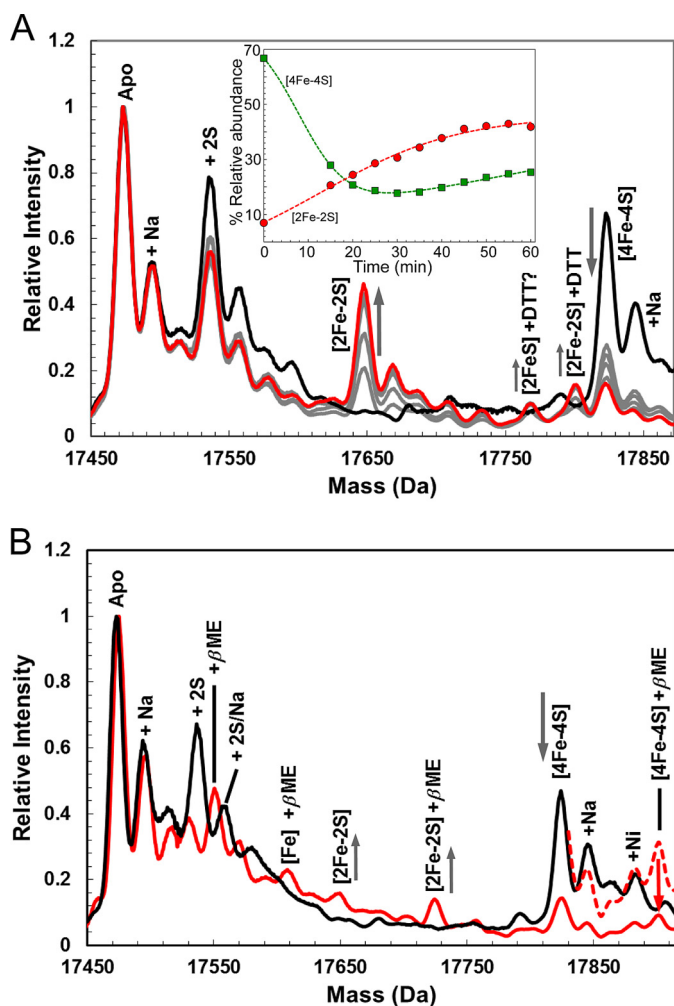 A
1.2
1
0.8
0.6
0.4
0.2
0
Relative Intensity
Apo
+ Na
+ 2S
[2Fe-2S]
[2FeS] +DTT?
[2Fe-2S] +DTT
[4Fe-4S]
+Na
70
50
30
10
% Relative abundance
[4Fe-4S]
[2Fe-2S]
0 10 20 30 40 50 60
Time (min)
17450 17550 17650 17750 17850
Mass (Da)
B
1.2
1
0.8
0.6
0.4
0.2
0
Relative Intensity
Apo
+ Na
+ 2S
+βME
+ 2S/Na
[Fe] +βME
[2Fe-2S]
[2Fe-2S] +βME
[4Fe-4S]
+Na
+Ni
[4Fe-4S] +βME
17450 17550 17650 17750 17850
Mass (Da)